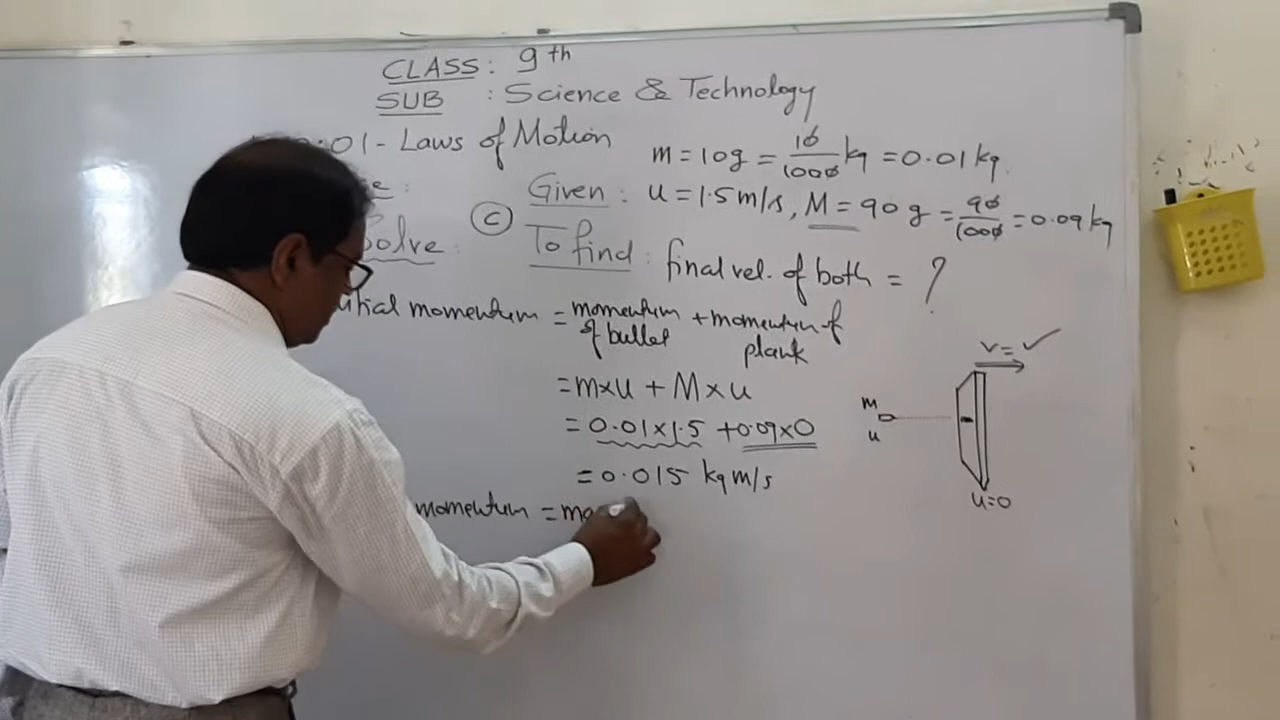 CLASS: 9th
SUB : Science & Technology
01- Laws of Motion
m = 10g = 10/1000 kg = 0.01 kg.
Given : u = 1.5 m/s, M = 90 g = 90/1000 = 0.09 kg
Solve :
(C) To find : final vel. of both = ?
momentum = momentum of bullet + momentum of plank
= m×u + M×u
= 0.01×1.5 + 0.09×0
= 0.015 kg m/s
momentum =
v = ✓
m
u
u=0